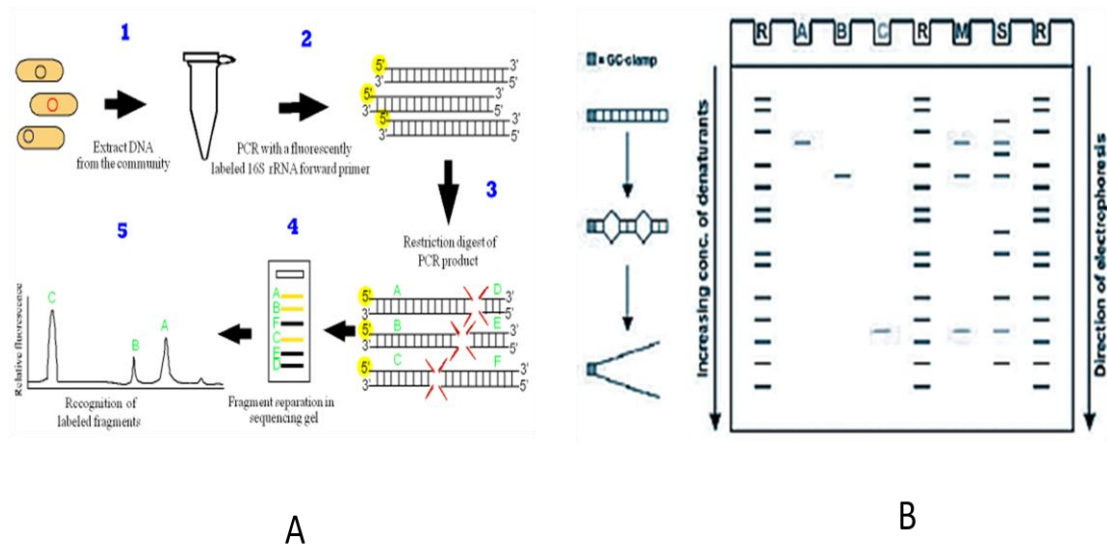 1
2
Extract DNA
from the community
PCR with a fluorescently
labeled 16S rRNA forward primer
5' 3'
3' 5'
5' 3'
3' 5'
5' 3'
3' 5'
3
Restriction digest of
PCR product
5' A D 3'
3' 5'
5' B E 3'
3' 5'
5' C F 3'
3' 5'
4
A
B
F
C
E
D
Fragment separation in
sequencing gel
5
Relative fluorescence
C
B
A
Recognition of
labeled fragments
A
R A B C R M S R
= GC-clamp
Increasing conc. of denaturants
Direction of electrophoresis
B